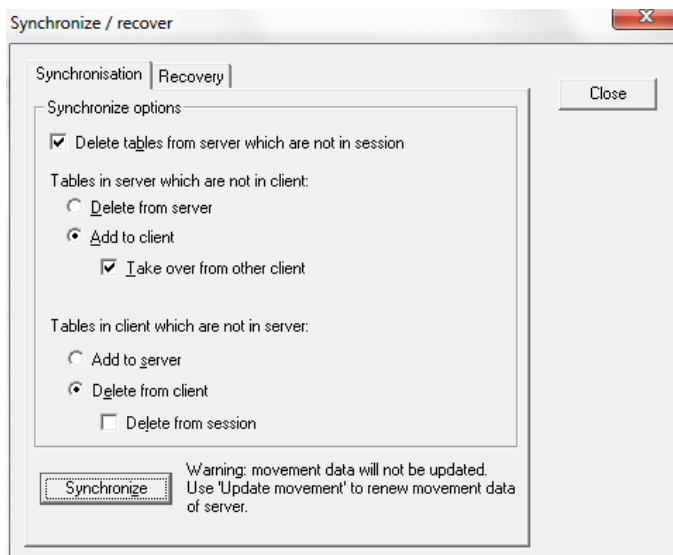 Synchronize / recover
x
Synchronisation
Recovery
Close
Synchronize options
Delete tables from server which are not in session
Tables in server which are not in client:
Delete from server
Add to client
Take over from other client
Tables in client which are not in server:
Add to server
Delete from client
Delete from session
Synchronize
Warning: movement data will not be updated.
Use 'Update movement' to renew movement data
of server.